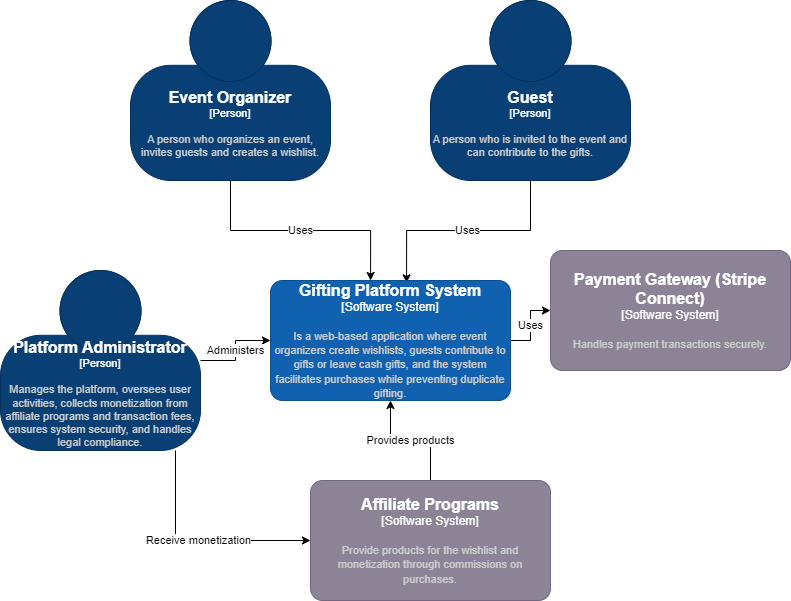 Event Organizer
[Person]
A person who organizes an event,
invites guests and creates a wishlist.
Guest
[Person]
A person who is invited to the event and
can contribute to the gifts.
Uses
Uses
Platform Administrator
[Person]
Manages the platform, oversees user
activities, collects monetization from
affiliate programs and transaction fees,
ensures system security, and handles
legal compliance.
Administers
Gifting Platform System
[Software System]
Is a web-based application where event
organizers create wishlists, guests contribute to
gifts or leave cash gifts, and the system
facilitates purchases while preventing duplicate
gifting.
Uses
Payment Gateway (Stripe
Connect)
[Software System]
Handles payment transactions securely.
Provides products
Receive monetization
Affiliate Programs
[Software System]
Provide products for the wishlist and
monetization through commissions on
purchases.